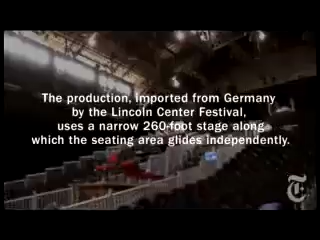 The production, imported from Germany
by the Lincoln Center Festival,
uses a narrow 260-foot stage along
which the seating area glides independently.
T